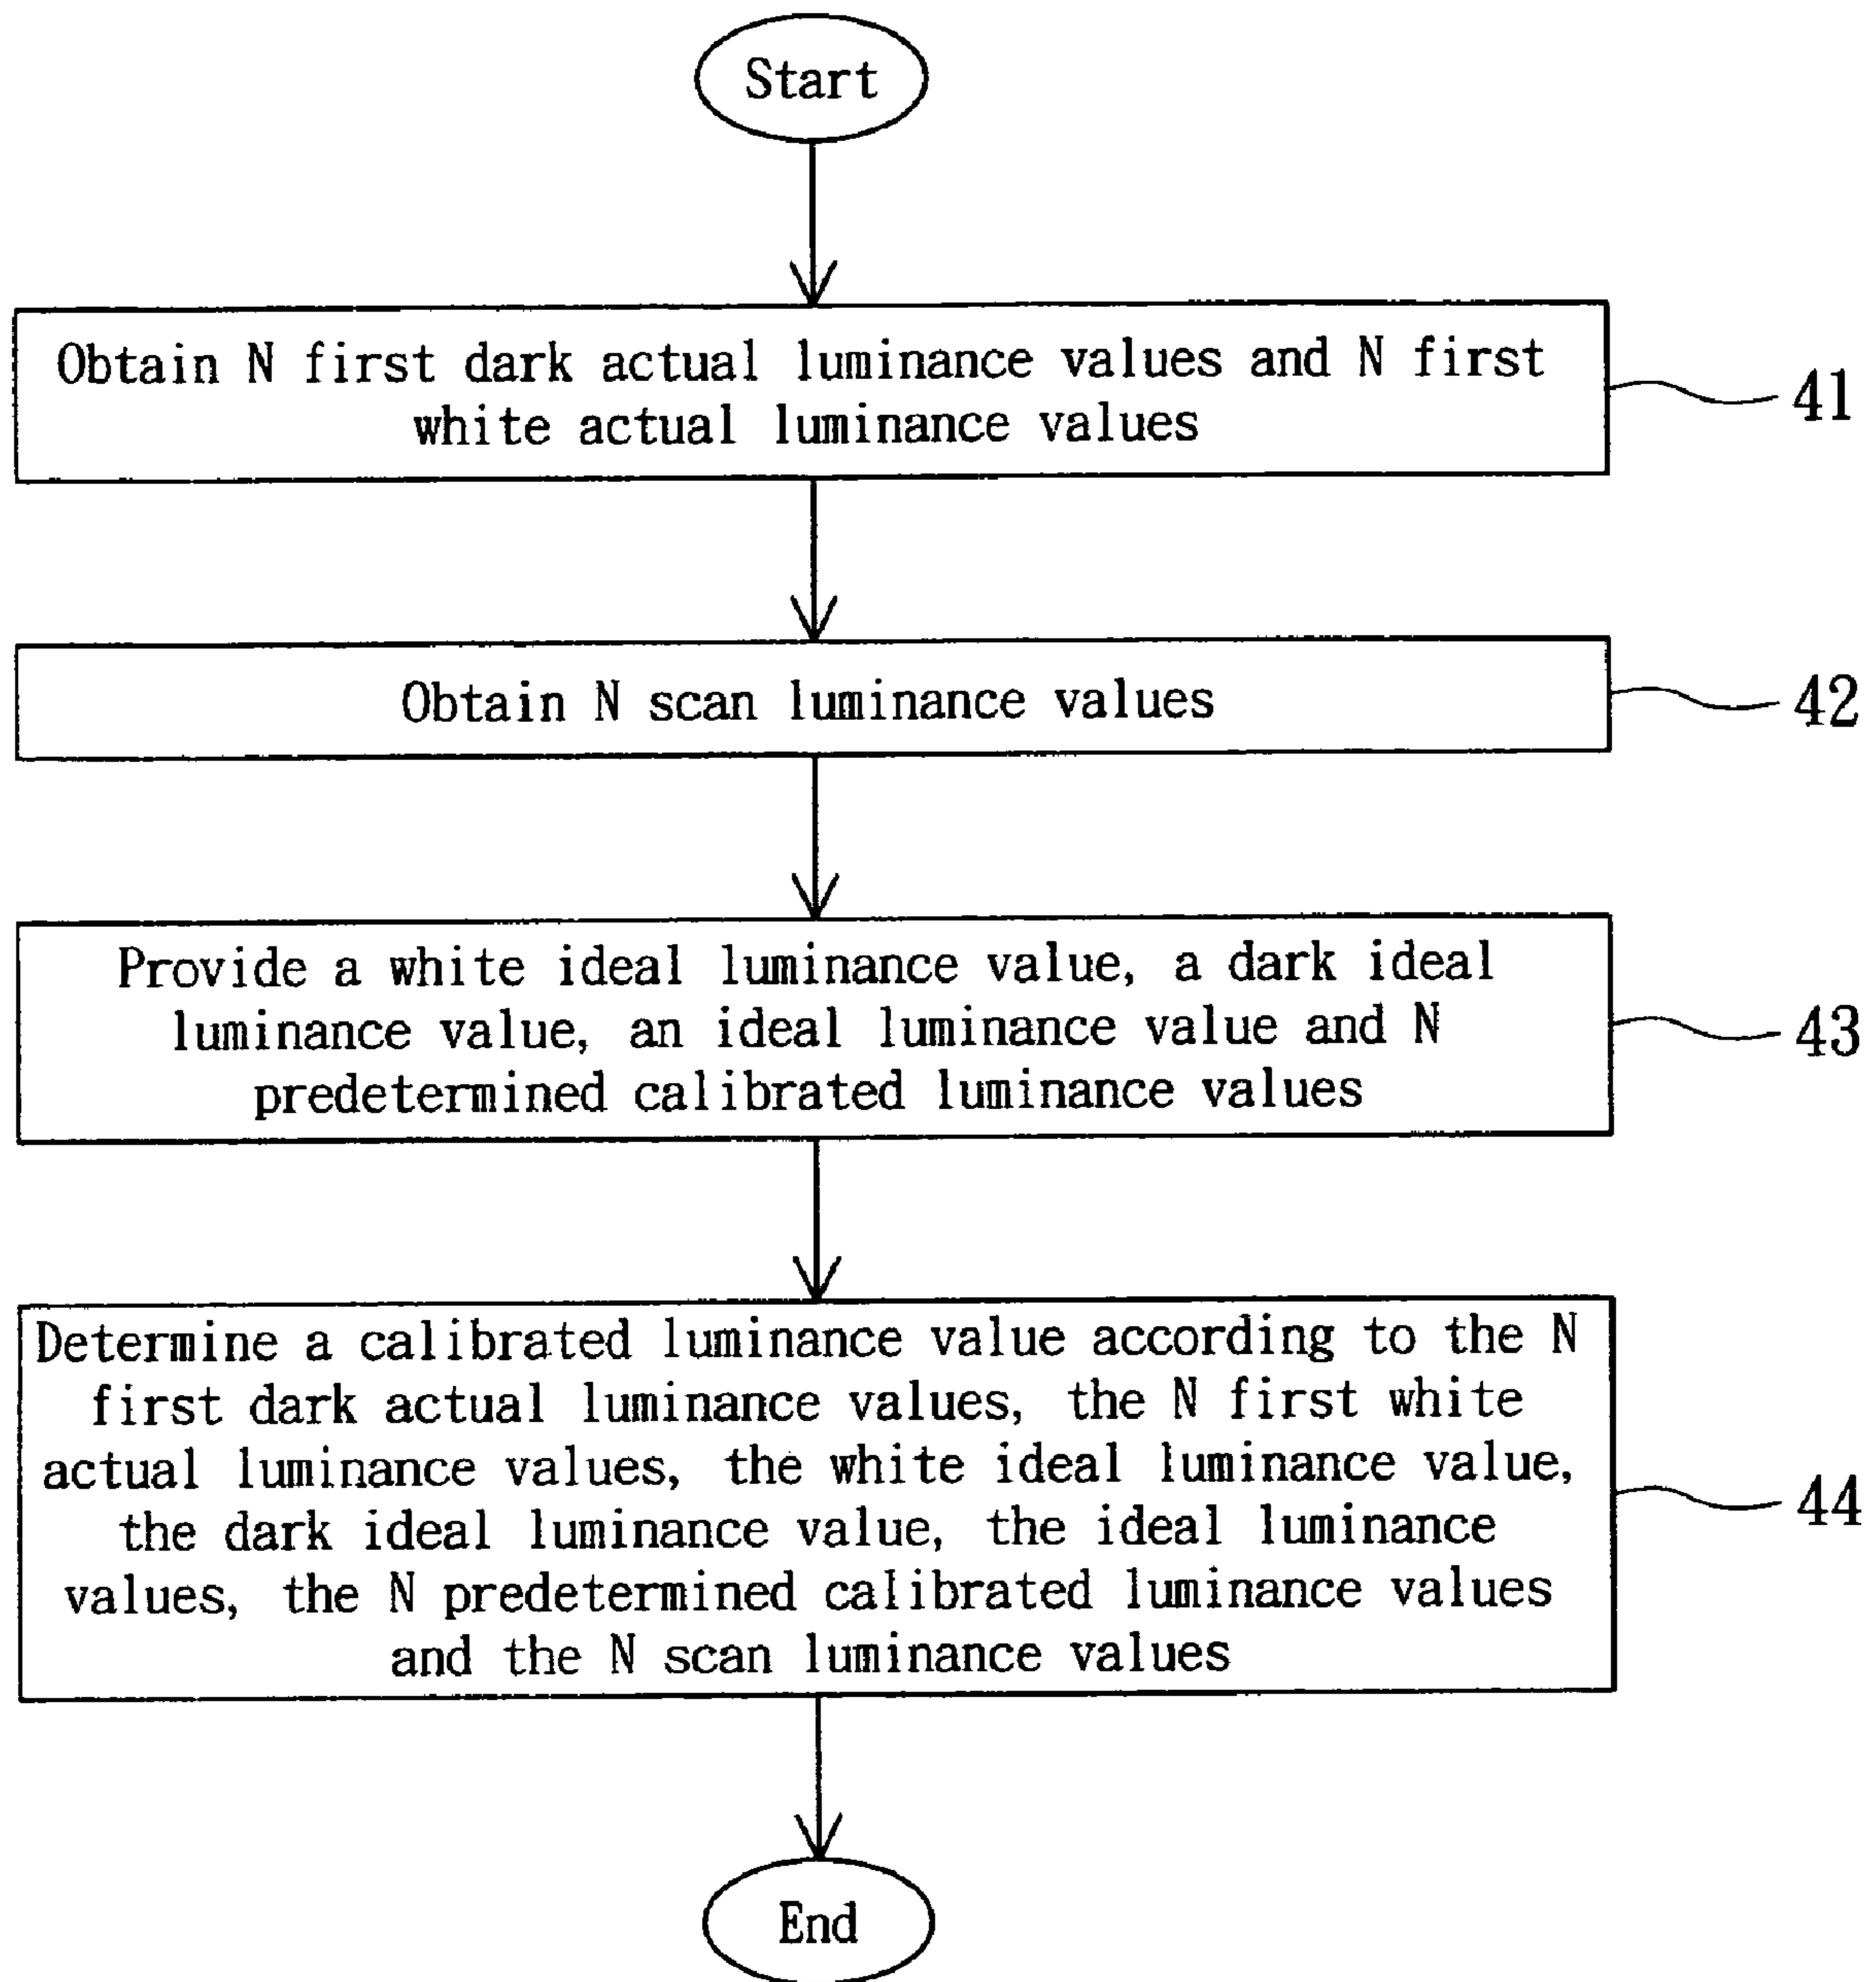 Start
Obtain N first dark actual luminance values and N first
white actual luminance values
41
Obtain N scan luminance values
42
Provide a white ideal luminance value, a dark ideal
luminance value, an ideal luminance value and N
predetermined calibrated luminance values
43
Determine a calibrated luminance value according to the N
first dark actual luminance values, the N first white
actual luminance values, the white ideal luminance value,
the dark ideal luminance value, the ideal luminance
values, the N predetermined calibrated luminance values
and the N scan luminance values
44
End